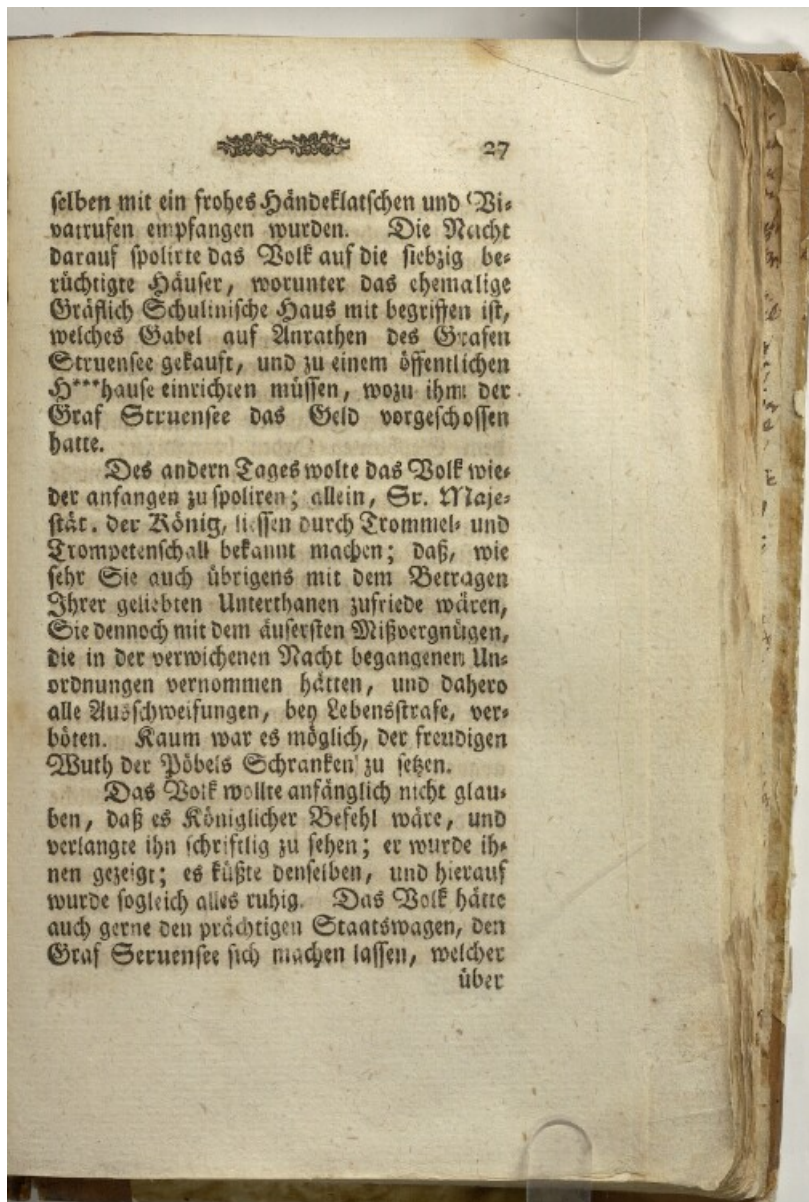 27
selben mit ein frohes Händeklatschen und Vi-
vatrufen empfangen wurden. Die Nacht
darauf spolirte das Volk auf die siebzig be-
rüchtigte Häuser, worunter das ehemalige
Gräflich Schulinische Haus mit begriffen ist,
welches Gabel auf Anrathen des Grafen
Struensee gekauft, und zu einem öffentlichen
H***hause einrichten müssen, wozu ihm der
Graf Struensee das Geld vorgeschossen
hatte.
Des andern Tages wolte das Volk wie-
der anfangen zu spoliren; allein, Sr. Maje-
stät. der König, liessen durch Trommel- und
Trompetenschall bekannt machen; daß, wie
sehr Sie auch übrigens mit dem Betragen
Ihrer geliebten Unterthanen zufriede wären,
Sie dennoch mit dem äusersten Mißvergnügen,
die in der verwichenen Nacht begangenen Un-
ordnungen vernommen hätten, und dahero
alle Ausschweifungen, bey Lebensstrafe, ver-
böten. Kaum war es möglich, der freudigen
Wuth der Pöbels Schranken zu setzen.
Das Volk wollte anfänglich nicht glau-
ben, daß es Königlicher Befehl wäre, und
verlangte ihn schriftlig zu sehen; er wurde ih-
nen gezeigt; es küßte denselben, und hierauf
wurde sogleich alles ruhig. Das Volk hätte
auch gerne den prächtigen Staatswagen, den
Graf Seruensee sich machen lassen, welcher
über